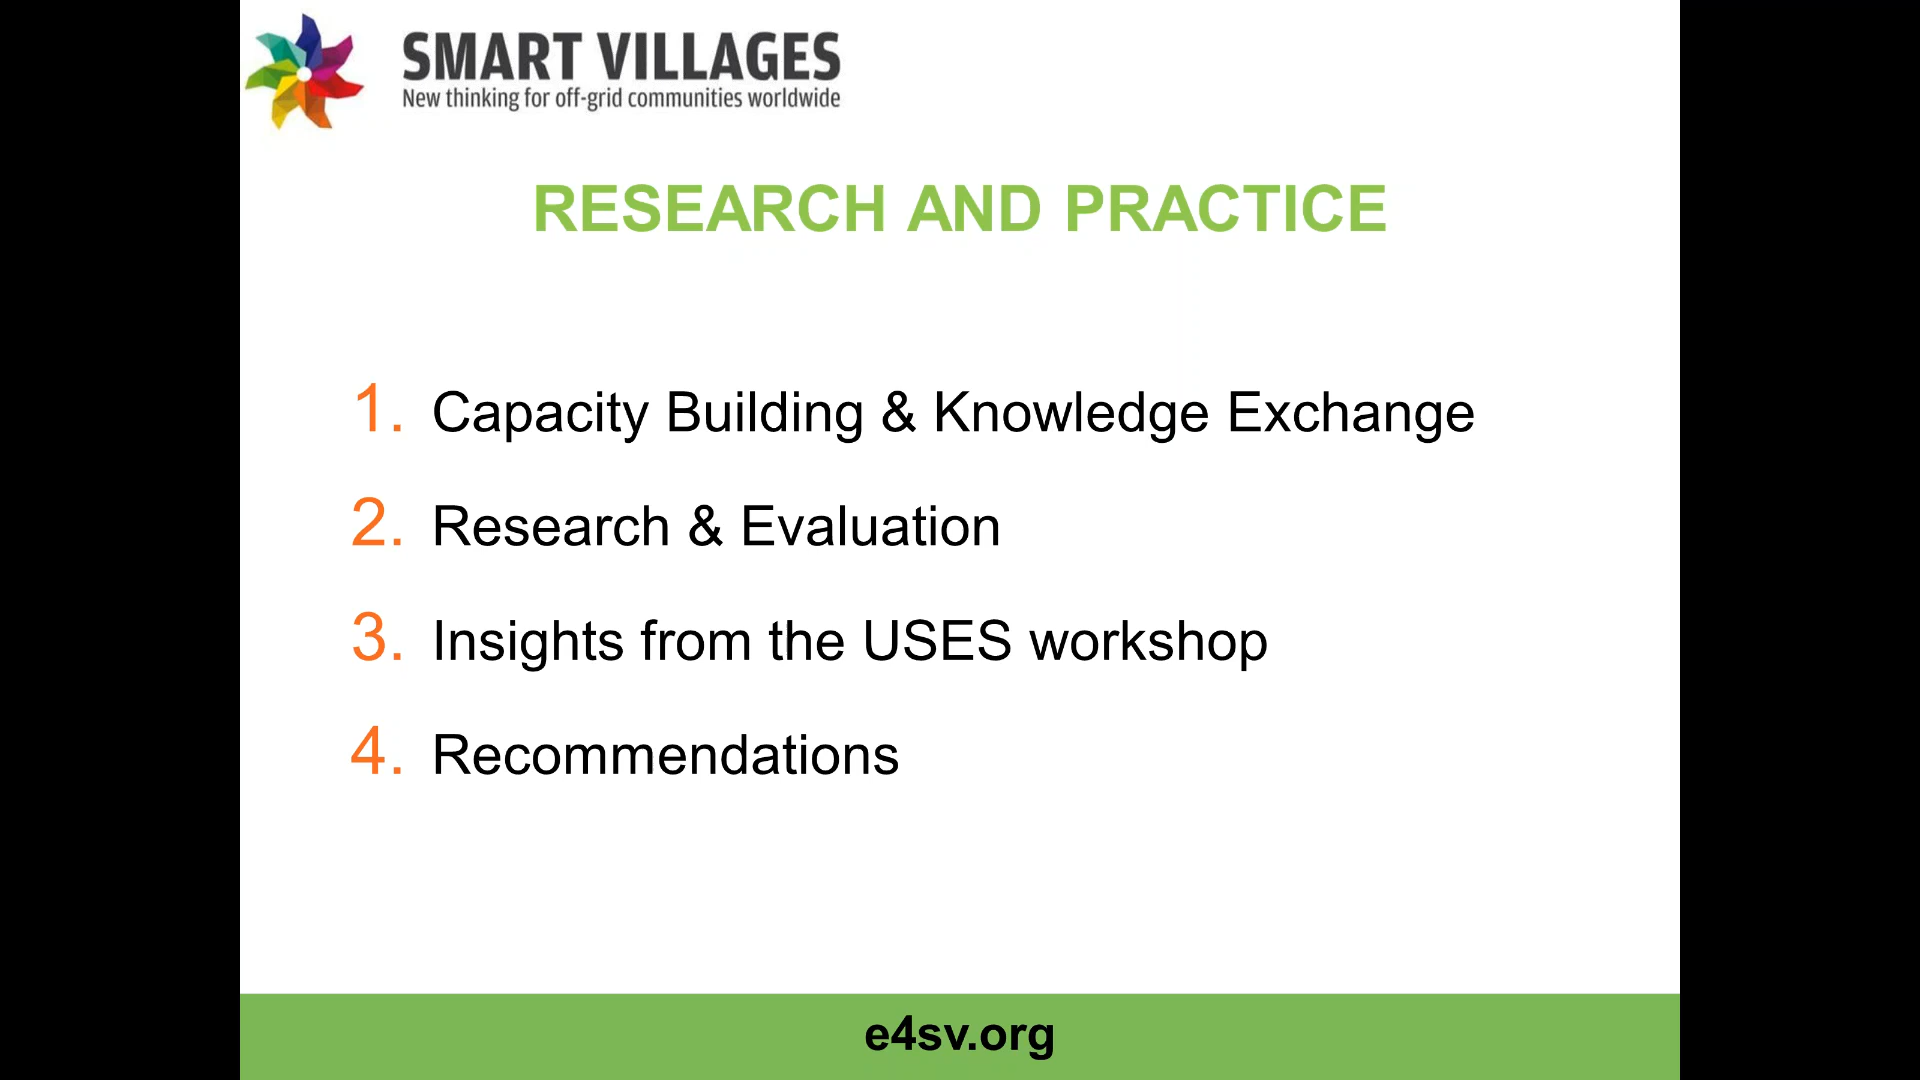 SMART VILLAGES
New thinking for off-grid communities worldwide
RESEARCH AND PRACTICE
1. Capacity Building & Knowledge Exchange
2. Research & Evaluation
3. Insights from the USES workshop
4. Recommendations
e4sv.org